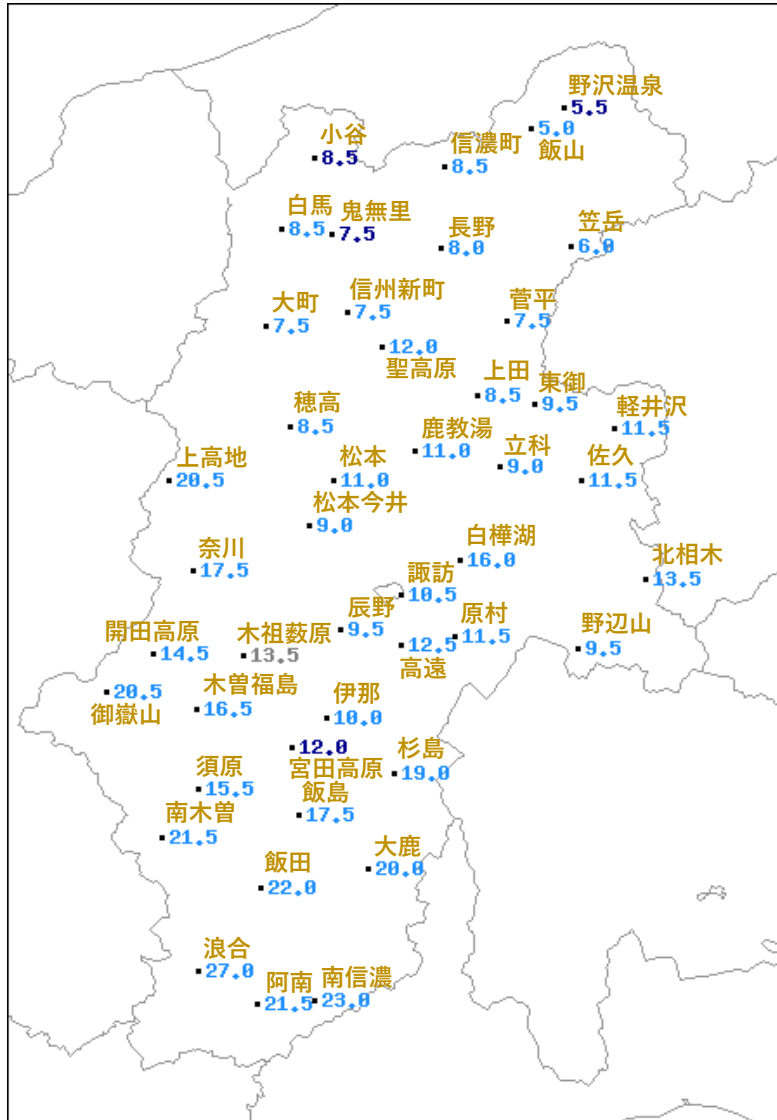 野沢温泉
5.5
5.0
飯山
小谷
8.5
信濃町
8.5
白馬
8.5
鬼無里
7.5
長野
8.0
笠岳
6.0
大町
7.5
信州新町
7.5
菅平
7.5
12.0
聖高原
上田
8.5
東御
9.5
穂高
8.5
鹿教湯
11.0
軽井沢
11.5
上高地
20.5
松本
11.0
立科
9.0
佐久
11.5
松本今井
9.0
奈川
17.5
白樺湖
16.0
北相木
13.5
諏訪
10.5
辰野
9.5
原村
11.5
12.5
高遠
野辺山
9.5
開田高原
14.5
木祖薮原
13.5
20.5
御嶽山
木曽福島
16.5
伊那
10.0
12.0
宮田高原
杉島
19.0
須原
15.5
飯島
17.5
南木曽
21.5
飯田
22.0
大鹿
20.0
浪合
27.0
阿南
21.5
南信濃
23.0